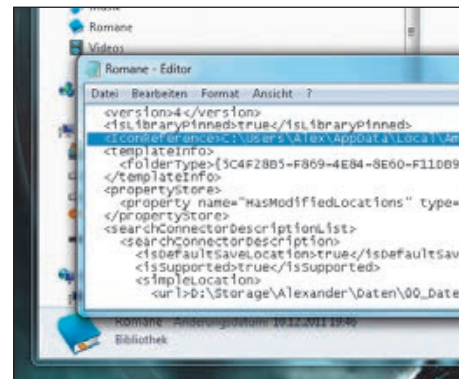 Romane
Videos
Romane - Editor
Datei Bearbeiten Format Ansicht ?
<version>4</version>
<isLibraryPinned>true</isLibraryPinned>
<iconReference>C:\Users\Alex\AppData\Local\Am
<templateInfo>
<folderType>{5C4F28B5-F869-4E84-8E60-F11DB9
</templateInfo>
<propertyStore>
<property name="HasModifiedLocations" type=
</propertyStore>
<searchConnectorDescriptionList>
<searchConnectorDescription>
<isDefaultSaveLocation>true</isDefaultSav
<isSupported>true</isSupported>
<simpleLocation>
<url>D:\Storage\Alexander\Daten\00_Date
Romane Änderungsdatum: 10.12.2011 19:46
Bibliothek